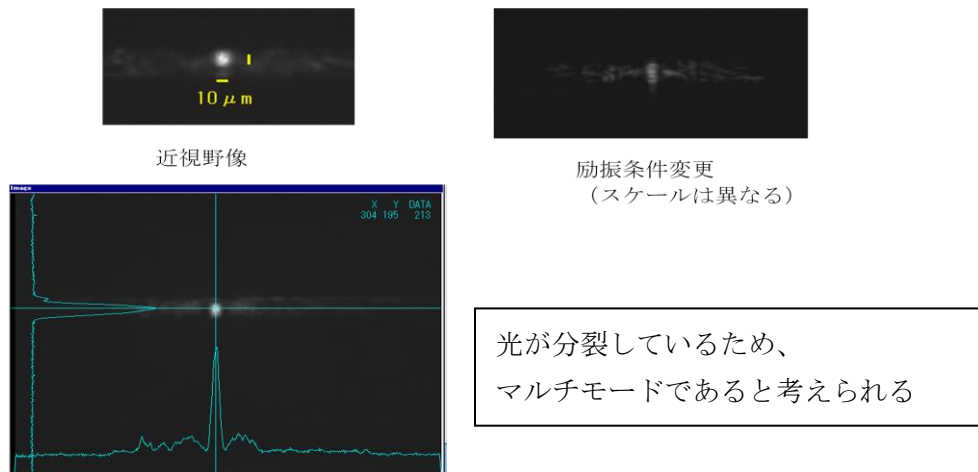 10 μm
近視野像
励振条件変更
（スケールは異なる）
Image
X Y DATA
304 195 213
光が分裂しているため、
マルチモードであると考えられる